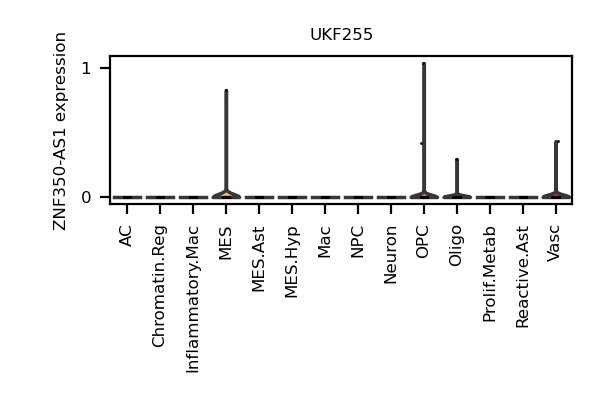 UKF255
ZNF350-AS1 expression
1
0
AC
Chromatin.Reg
Inflammatory.Mac
MES
MES.Ast
MES.Hyp
Mac
NPC
Neuron
OPC
Oligo
Prolif.Metab
Reactive.Ast
Vasc